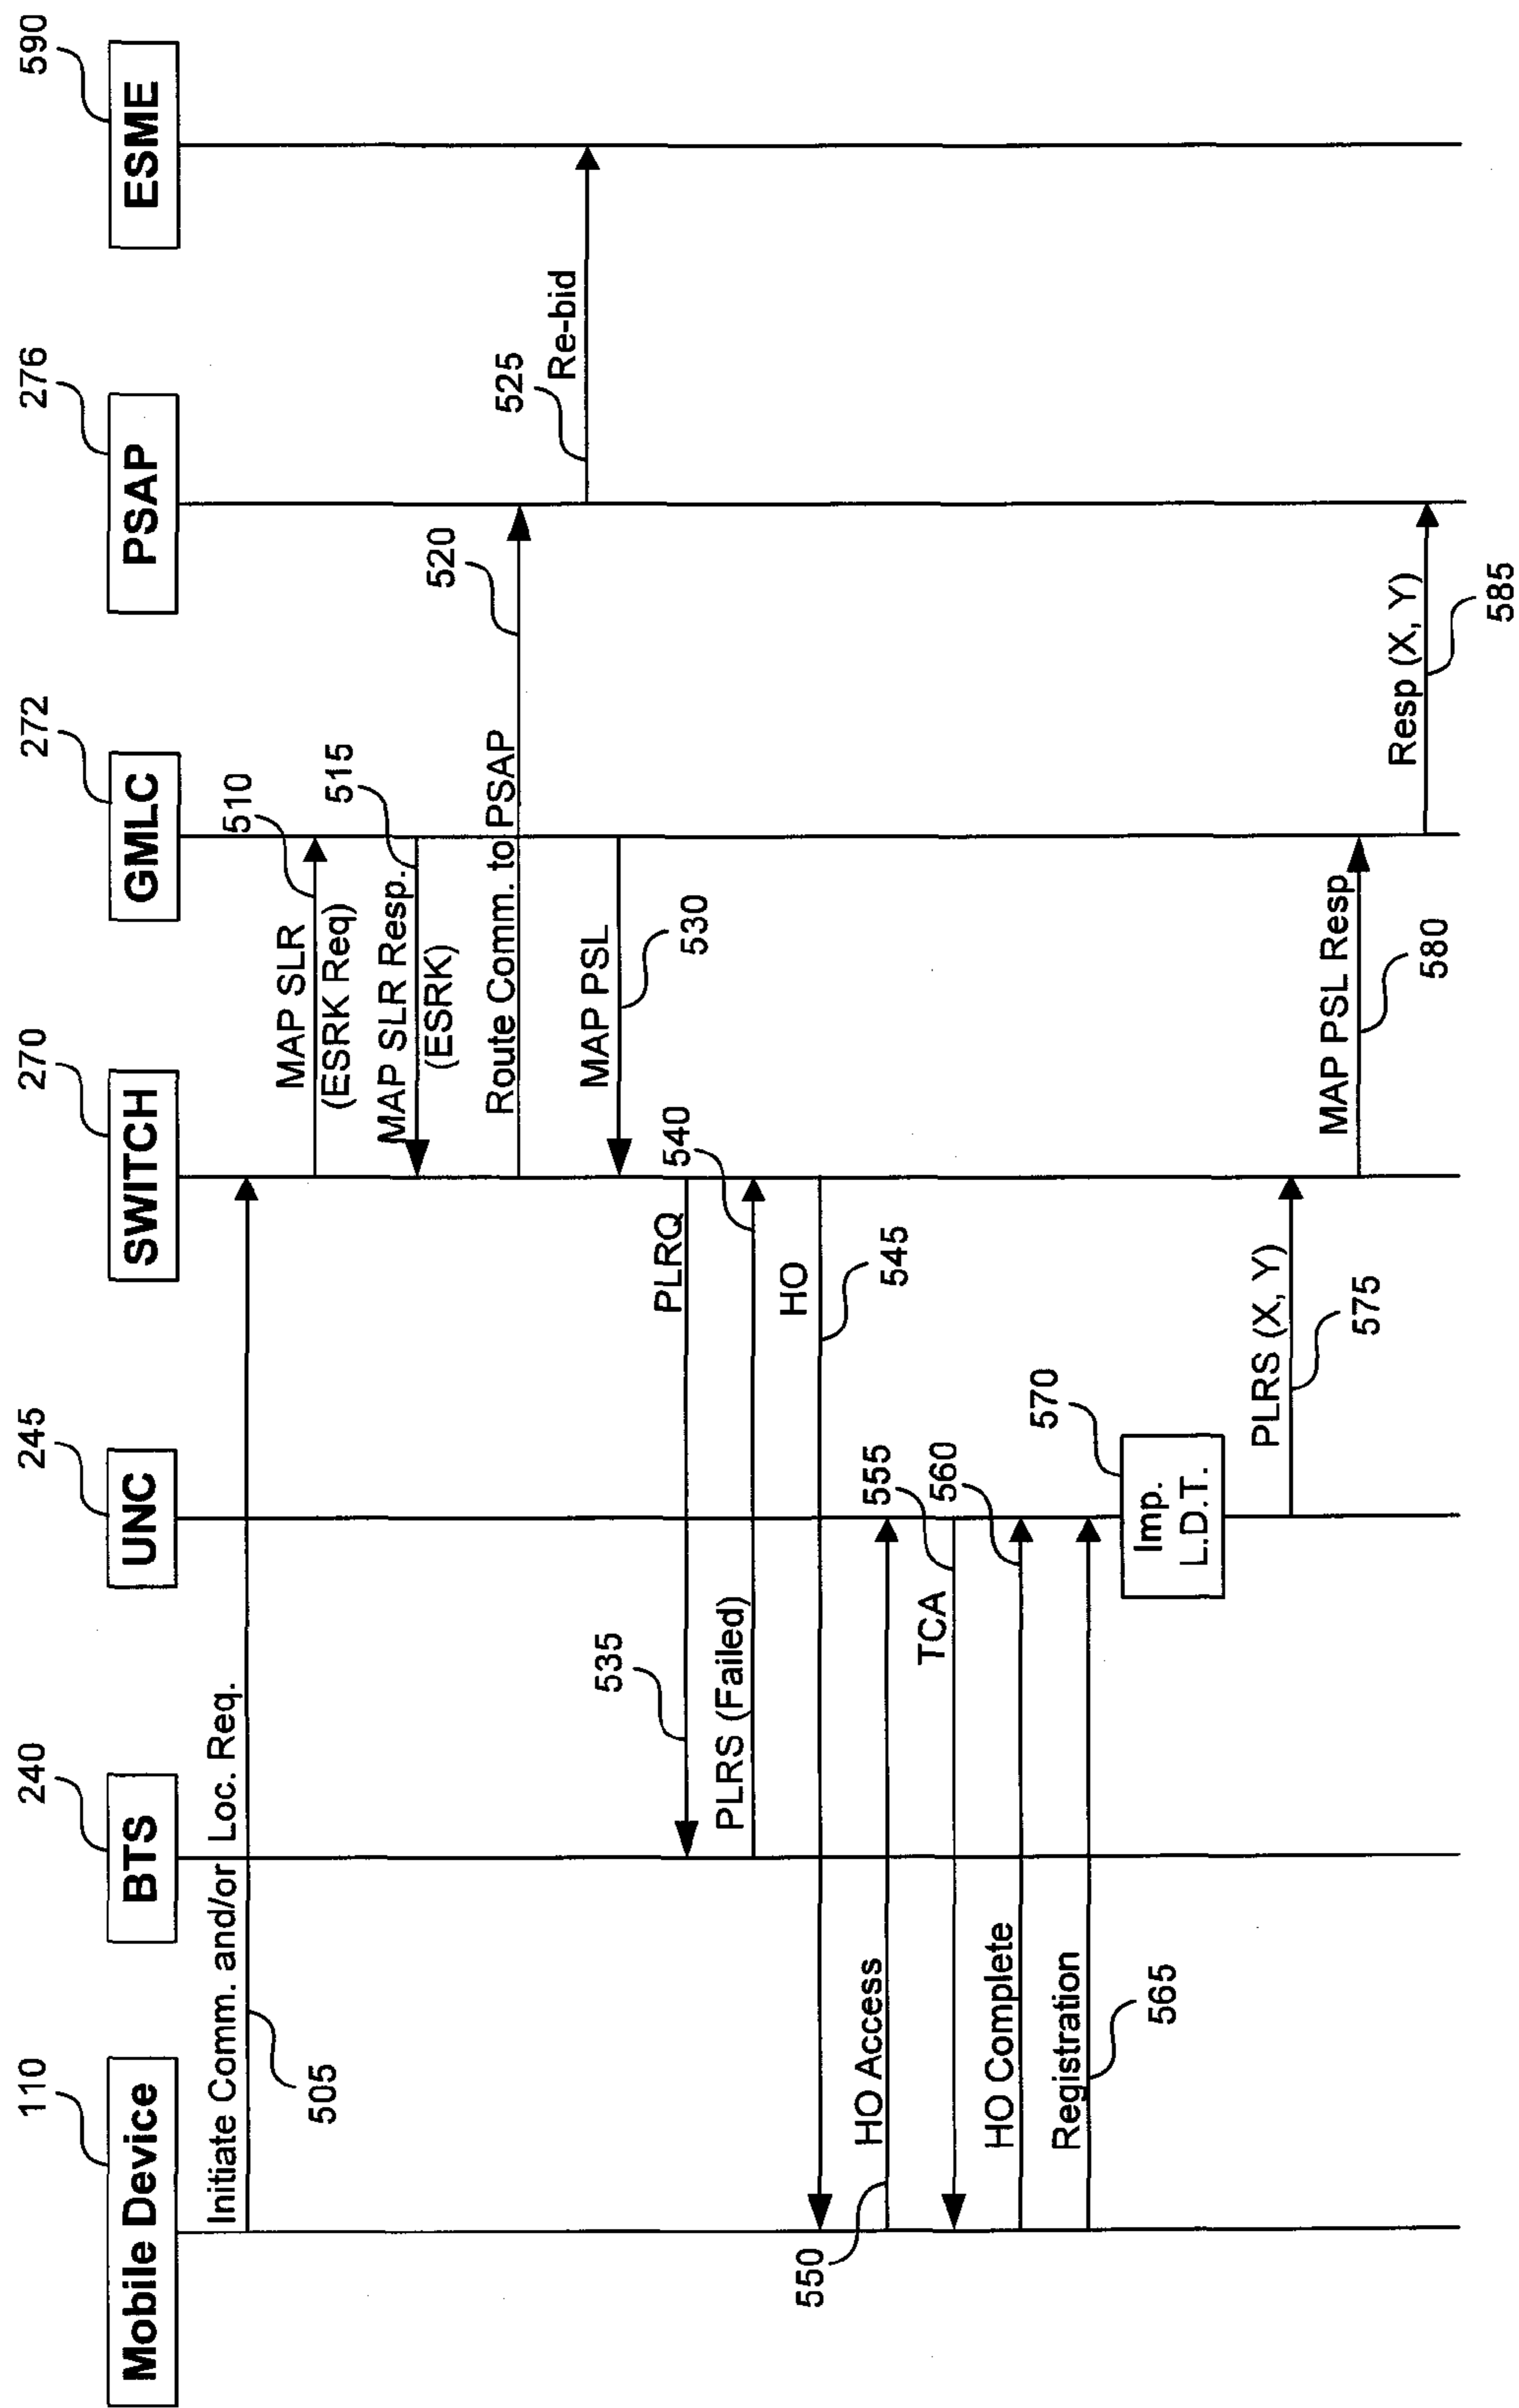 110
240
245
270
272
276
590
Mobile Device
BTS
UNC
SWITCH
GMLC
PSAP
ESME
Initiate Comm. and/or Loc. Req.
505
MAP SLR
(ESRK Req)
510
MAP SLR Resp.
(ESRK)
515
Route Comm. to PSAP
520
Re-bid
525
MAP PSL
530
PLRQ
535
PLRS (Failed)
540
HO
545
HO Access
550
TCA
555
HO Complete
560
Registration
565
Imp.
L.D.T.
570
PLRS (X, Y)
575
MAP PSL Resp
580
Resp (X, Y)
585